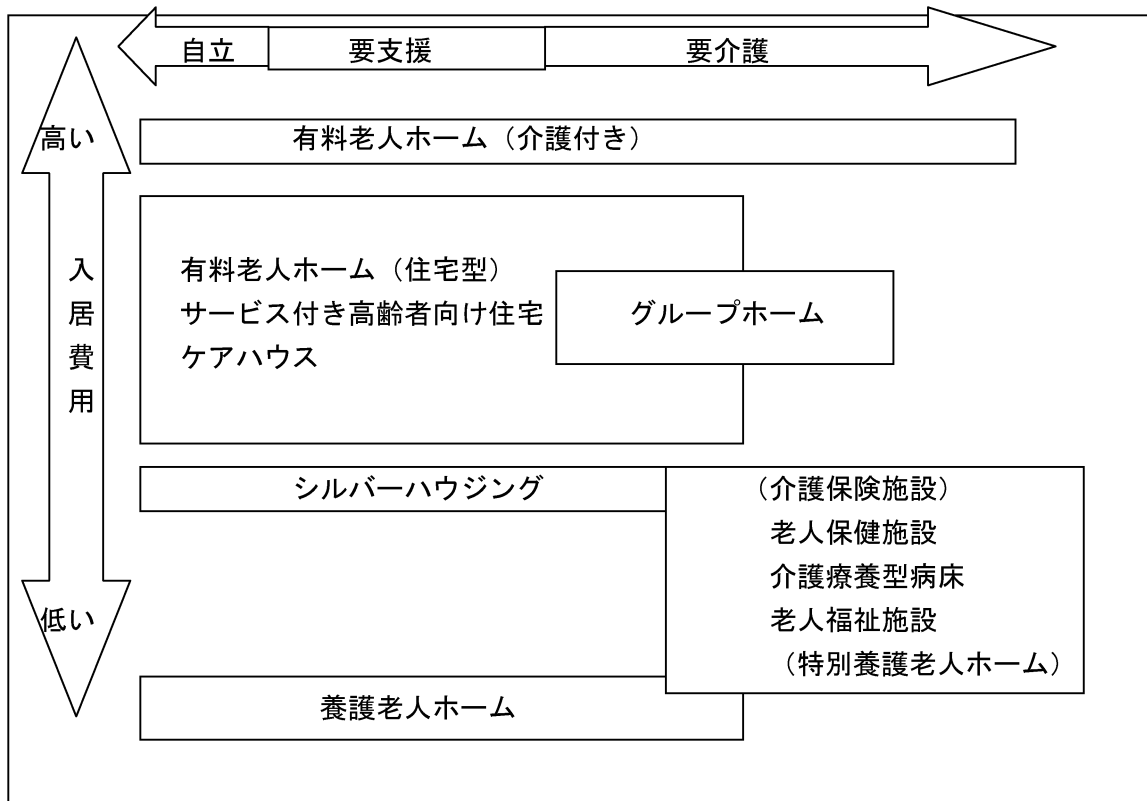 自立
要支援
要介護
高い
有料老人ホーム（介護付き）
入居費用
有料老人ホーム（住宅型）
サービス付き高齢者向け住宅
ケアハウス
グループホーム
シルバーハウジング
（介護保険施設）
老人保健施設
介護療養型病床
老人福祉施設
（特別養護老人ホーム）
低い
養護老人ホーム